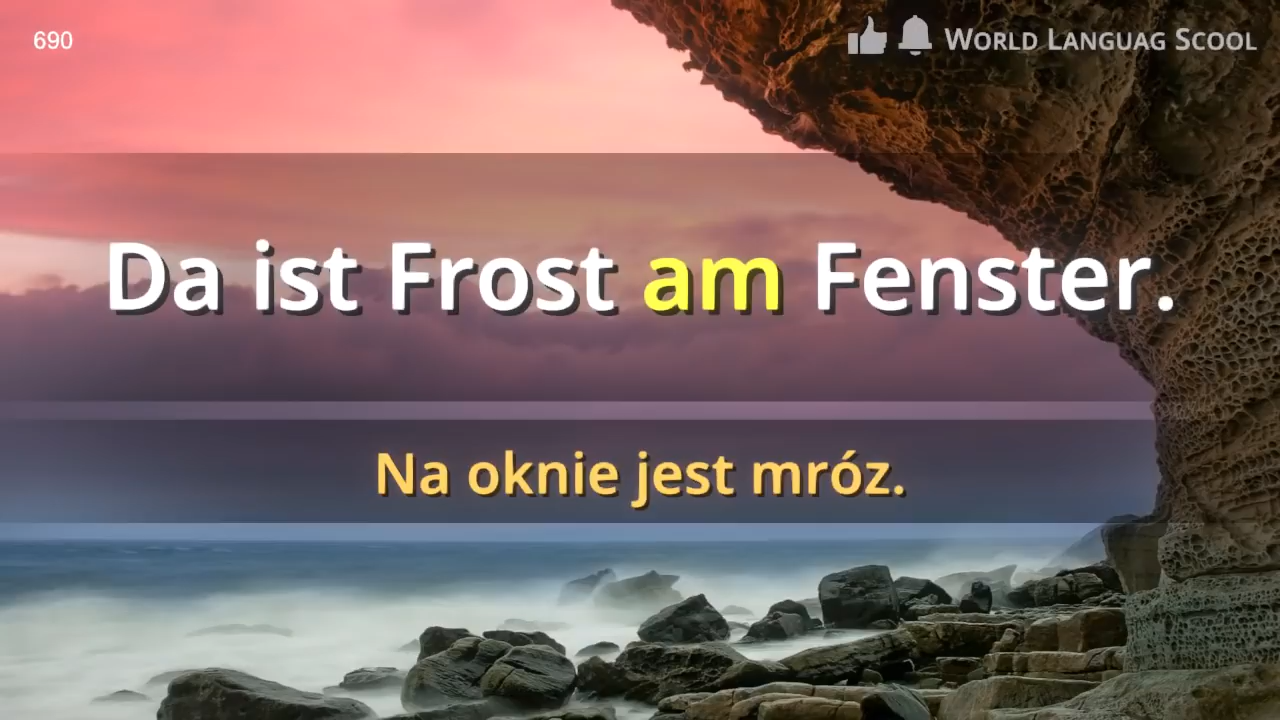 690
WORLD LANGUAG SCOOL
Da ist Frost am Fenster.
Na oknie jest mróz.